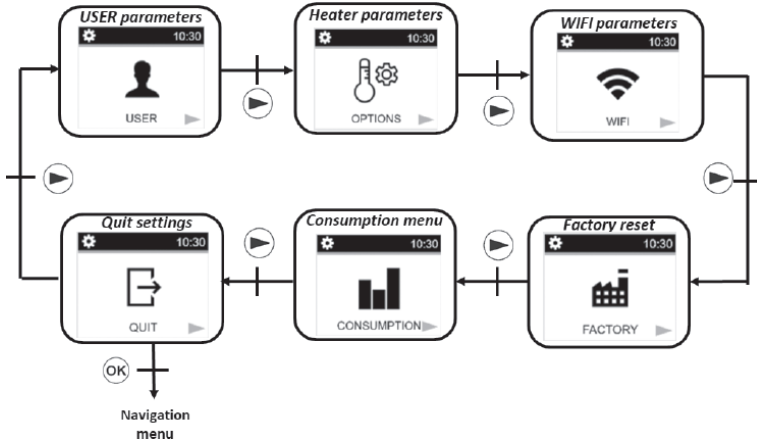 USER parameters
10:30
USER
Heater parameters
10:30
OPTIONS
WIFI parameters
10:30
WIFI
Quit settings
10:30
QUIT
Consumption menu
10:30
CONSUMPTION
Factory reset
10:30
FACTORY
OK
Navigation
menu